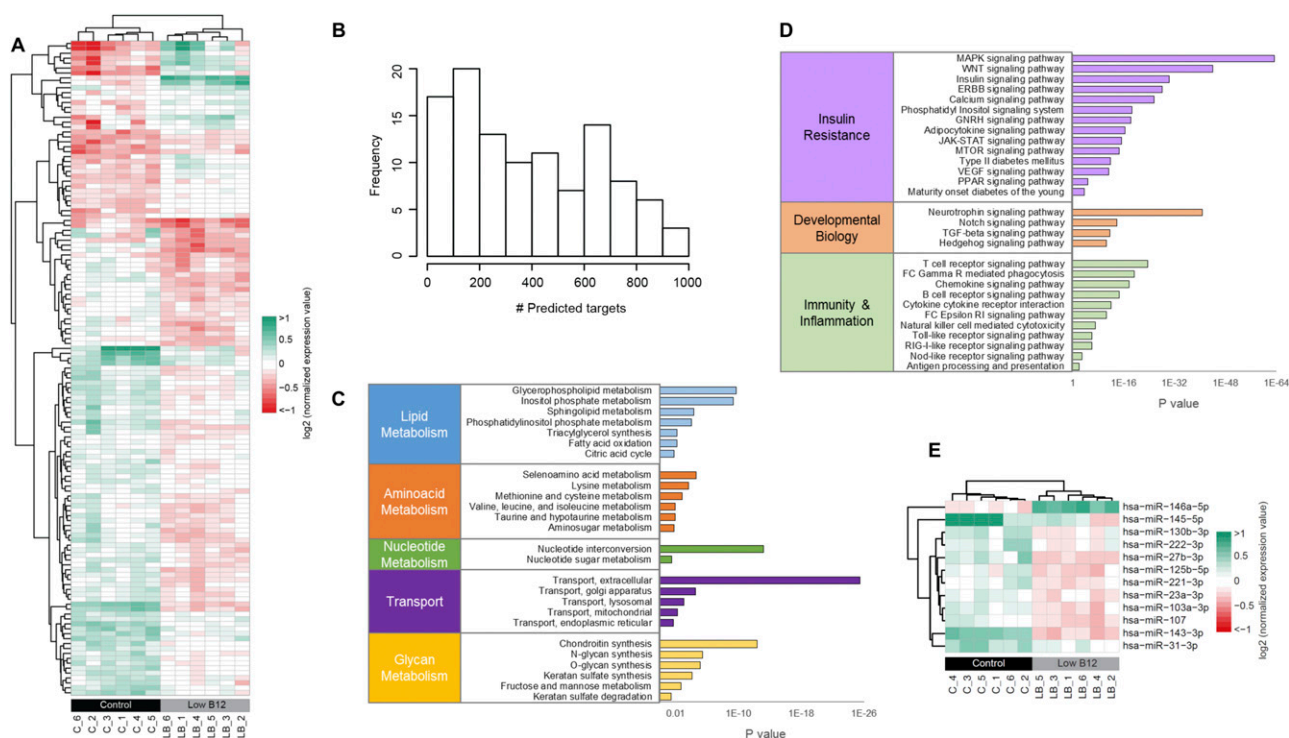 A
>1
0.5
0
−0.5
<−1
log2 (normalized expression value)
Control
Low B12
C_6
C_2
C_3
C_1
C_4
C_5
LB_6
LB_1
LB_4
LB_5
LB_3
LB_2
B
Frequency
20
15
10
5
0
0
200
400
600
800
1000
# Predicted targets
C
Lipid
Metabolism
Glycerophospholipid metabolism
Inositol phosphate metabolism
Sphingolipid metabolism
Phosphatidylinositol phosphate metabolism
Triacylglycerol synthesis
Fatty acid oxidation
Citric acid cycle
Aminoacid
Metabolism
Selenoamino acid metabolism
Lysine metabolism
Methionine and cysteine metabolism
Valine, leucine, and isoleucine metabolism
Taurine and hypotaurine metabolism
Aminosugar metabolism
Nucleotide
Metabolism
Nucleotide interconversion
Nucleotide sugar metabolism
Transport
Transport, extracellular
Transport, golgi apparatus
Transport, lysosomal
Transport, mitochondrial
Transport, endoplasmic reticular
Glycan
Metabolism
Chondroitin synthesis
N-glycan synthesis
O-glycan synthesis
Keratan sulfate synthesis
Fructose and mannose metabolism
Keratan sulfate degradation
0.01
1E-10
1E-18
1E-26
P value
D
Insulin
Resistance
MAPK signaling pathway
WNT signaling pathway
Insulin signaling pathway
ERBB signaling pathway
Calcium signaling pathway
Phosphatidyl Inositol signaling system
GNRH signaling pathway
Adipocytokine signaling pathway
JAK-STAT signaling pathway
MTOR signaling pathway
Type II diabetes mellitus
VEGF signaling pathway
PPAR signaling pathway
Maturity onset diabetes of the young
Developmental
Biology
Neurotrophin signaling pathway
Notch signaling pathway
TGF-beta signaling pathway
Hedgehog signaling pathway
Immunity &
Inflammation
T cell receptor signaling pathway
FC Gamma R mediated phagocytosis
Chemokine signaling pathway
B cell receptor signaling pathway
Cytokine cytokine receptor interaction
FC Epsilon RI signaling pathway
Natural killer cell mediated cytotoxicity
Toll-like receptor signaling pathway
RIG-I-like receptor signaling pathway
Nod-like receptor signaling pathway
Antigen processing and presentation
1
1E-16
1E-32
1E-48
1E-64
P value
E
hsa−miR−146a−5p
hsa−miR−145−5p
hsa−miR−130b−3p
hsa−miR−222−3p
hsa−miR−27b−3p
hsa−miR−125b−5p
hsa−miR−221−3p
hsa−miR−23a−3p
hsa−miR−103a−3p
hsa−miR−107
hsa−miR−143−3p
hsa−miR−31−3p
>1
0.5
0
−0.5
<−1
log2 (normalized expression value)
Control
Low B12
C_4
C_3
C_5
C_1
C_6
C_2
LB_5
LB_3
LB_1
LB_6
LB_4
LB_2